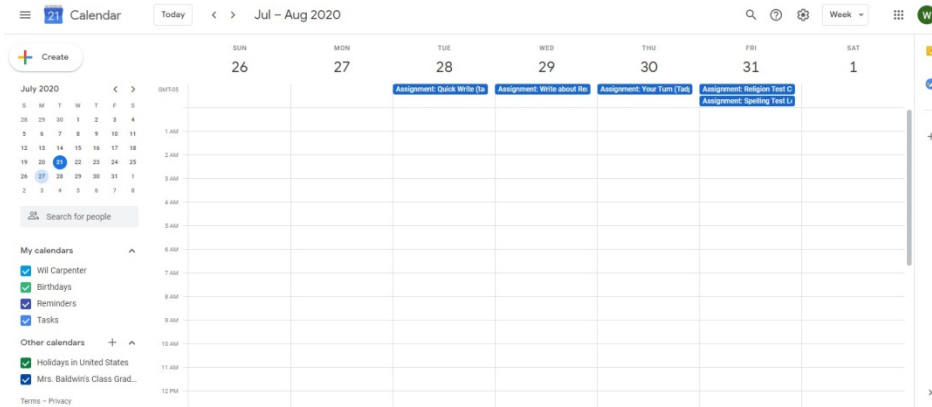 21 Calendar Today Jul – Aug 2020 Week W
Create
July 2020
S M T W T F S
28 29 30 1 2 3 4
5 6 7 8 9 10 11
12 13 14 15 16 17 18
19 20 21 22 23 24 25
26 27 28 29 30 31 1
2 3 4 5 6 7 8
Search for people
My calendars
Wil Carpenter
Birthdays
Reminders
Tasks
Other calendars
Holidays in United States
Mrs. Baldwin's Class Grad...
Terms – Privacy
SUN MON TUE WED THU FRI SAT
26 27 28 29 30 31 1
GMT-05
Assignment: Quick Write (ta Assignment: Write about Re Assignment: Your Turn (Tad Assignment: Religion Test C
Assignment: Spelling Test L
1 AM
2 AM
3 AM
4 AM
5 AM
6 AM
7 AM
8 AM
9 AM
10 AM
11 AM
12 PM